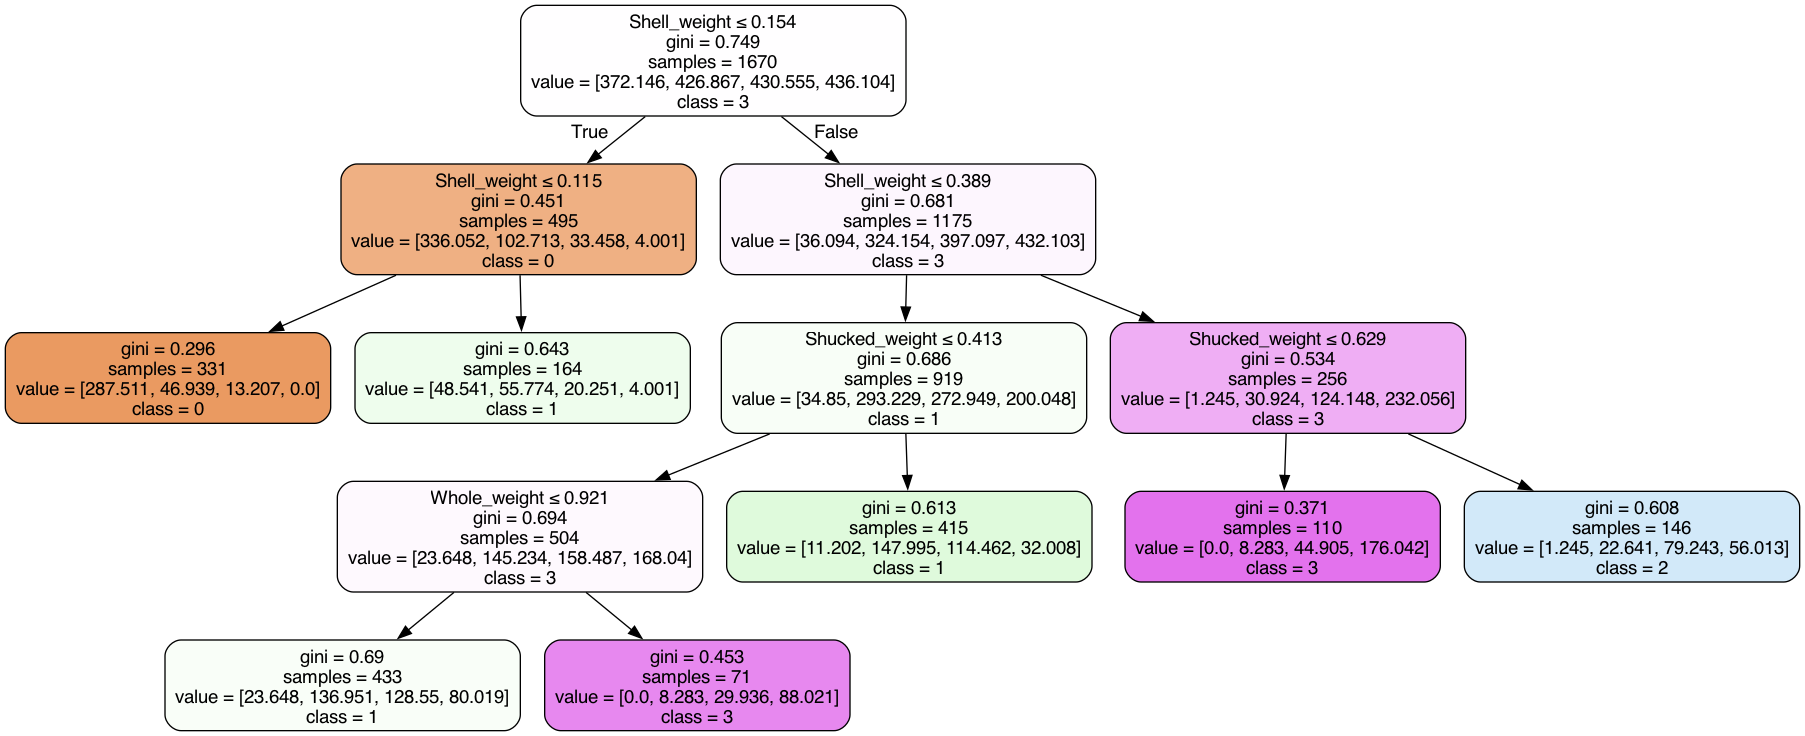 Shell_weight ≤ 0.154
gini = 0.749
samples = 1670
value = [372.146, 426.867, 430.555, 436.104]
class = 3
True
False
Shell_weight ≤ 0.115
gini = 0.451
samples = 495
value = [336.052, 102.713, 33.458, 4.001]
class = 0
Shell_weight ≤ 0.389
gini = 0.681
samples = 1175
value = [36.094, 324.154, 397.097, 432.103]
class = 3
gini = 0.296
samples = 331
value = [287.511, 46.939, 13.207, 0.0]
class = 0
gini = 0.643
samples = 164
value = [48.541, 55.774, 20.251, 4.001]
class = 1
Shucked_weight ≤ 0.413
gini = 0.686
samples = 919
value = [34.85, 293.229, 272.949, 200.048]
class = 1
Shucked_weight ≤ 0.629
gini = 0.534
samples = 256
value = [1.245, 30.924, 124.148, 232.056]
class = 3
Whole_weight ≤ 0.921
gini = 0.694
samples = 504
value = [23.648, 145.234, 158.487, 168.04]
class = 3
gini = 0.613
samples = 415
value = [11.202, 147.995, 114.462, 32.008]
class = 1
gini = 0.371
samples = 110
value = [0.0, 8.283, 44.905, 176.042]
class = 3
gini = 0.608
samples = 146
value = [1.245, 22.641, 79.243, 56.013]
class = 2
gini = 0.69
samples = 433
value = [23.648, 136.951, 128.55, 80.019]
class = 1
gini = 0.453
samples = 71
value = [0.0, 8.283, 29.936, 88.021]
class = 3